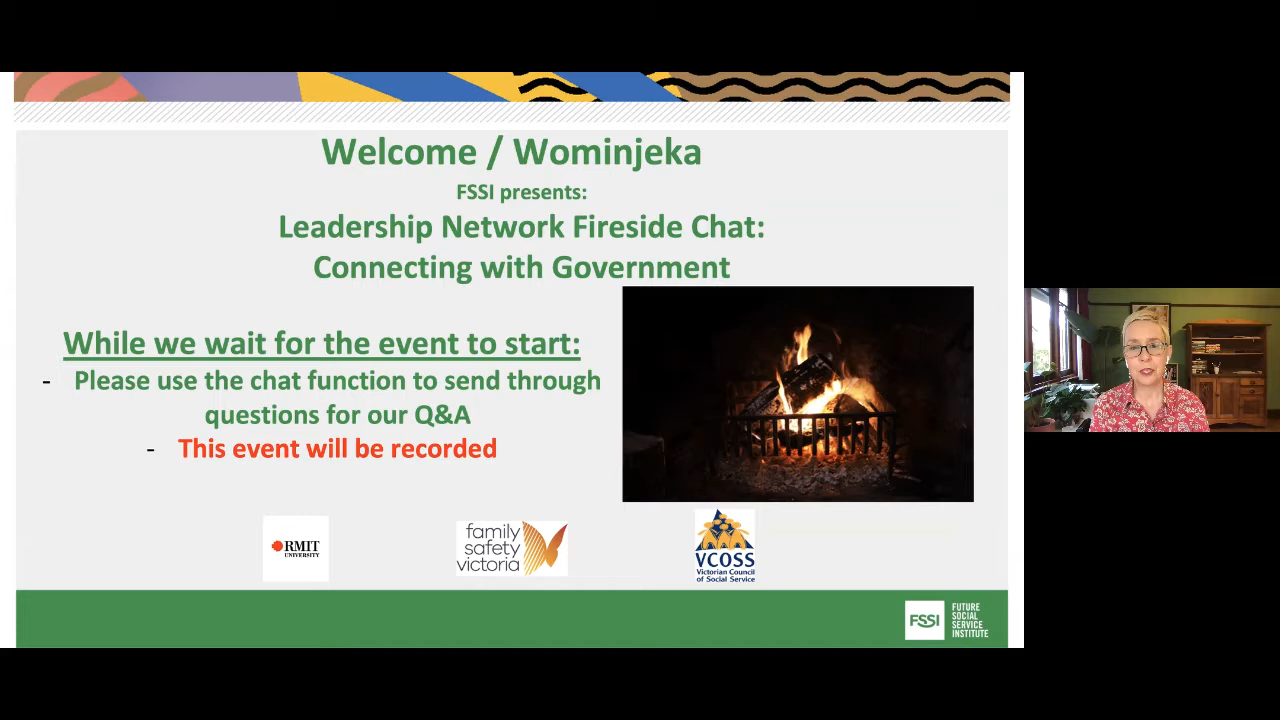 Welcome / Wominjeka
FSSI presents:
Leadership Network Fireside Chat:
Connecting with Government
While we wait for the event to start:
- Please use the chat function to send through
questions for our Q&A
- This event will be recorded
RMIT
UNIVERSITY
family
safety
victoria
VCOSS
Victorian Council
of Social Service
FSSI
FUTURE
SOCIAL
SERVICE
INSTITUTE